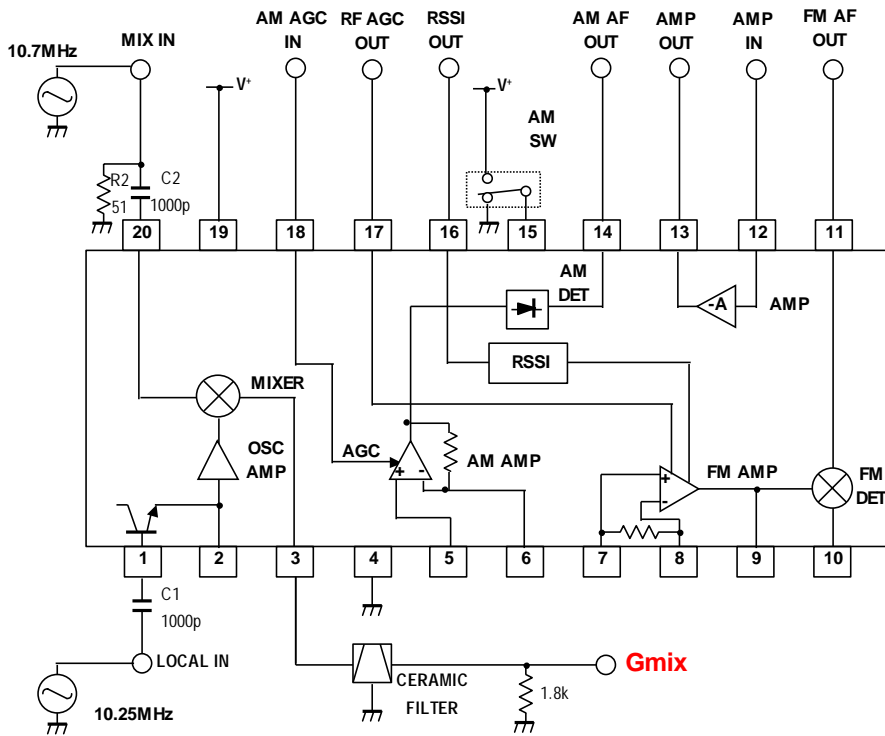 AM AGC IN
RF AGC OUT
RSSI OUT
AM AF OUT
AMP OUT
AMP IN
FM AF OUT
MIX IN
10.7MHz
V+
V+
AM SW
R2
51
C2
1000p
20
19
18
17
16
15
14
13
12
11
AM DET
-A
AMP
RSSI
MIXER
OSC AMP
AGC
+
-
AM AMP
+
-
FM AMP
FM DET
1
2
3
4
5
6
7
8
9
10
C1
1000p
LOCAL IN
10.25MHz
CERAMIC FILTER
1.8k
Gmix